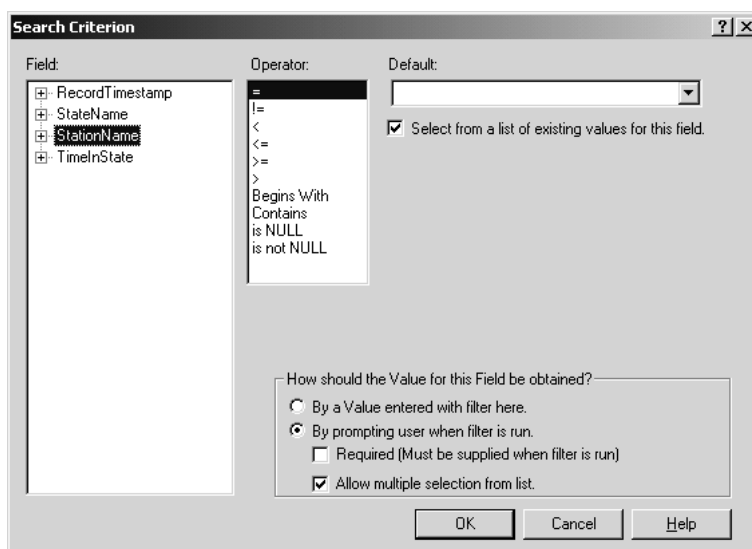 Search Criterion
Field:
RecordTimestamp
StateName
StationName
TimeInState
Operator:
=
!=
<
<=
>=
>
Begins With
Contains
is NULL
is not NULL
Default:
Select from a list of existing values for this field.
How should the Value for this Field be obtained?
By a Value entered with filter here.
By prompting user when filter is run.
Required (Must be supplied when filter is run)
Allow multiple selection from list.
OK
Cancel
Help